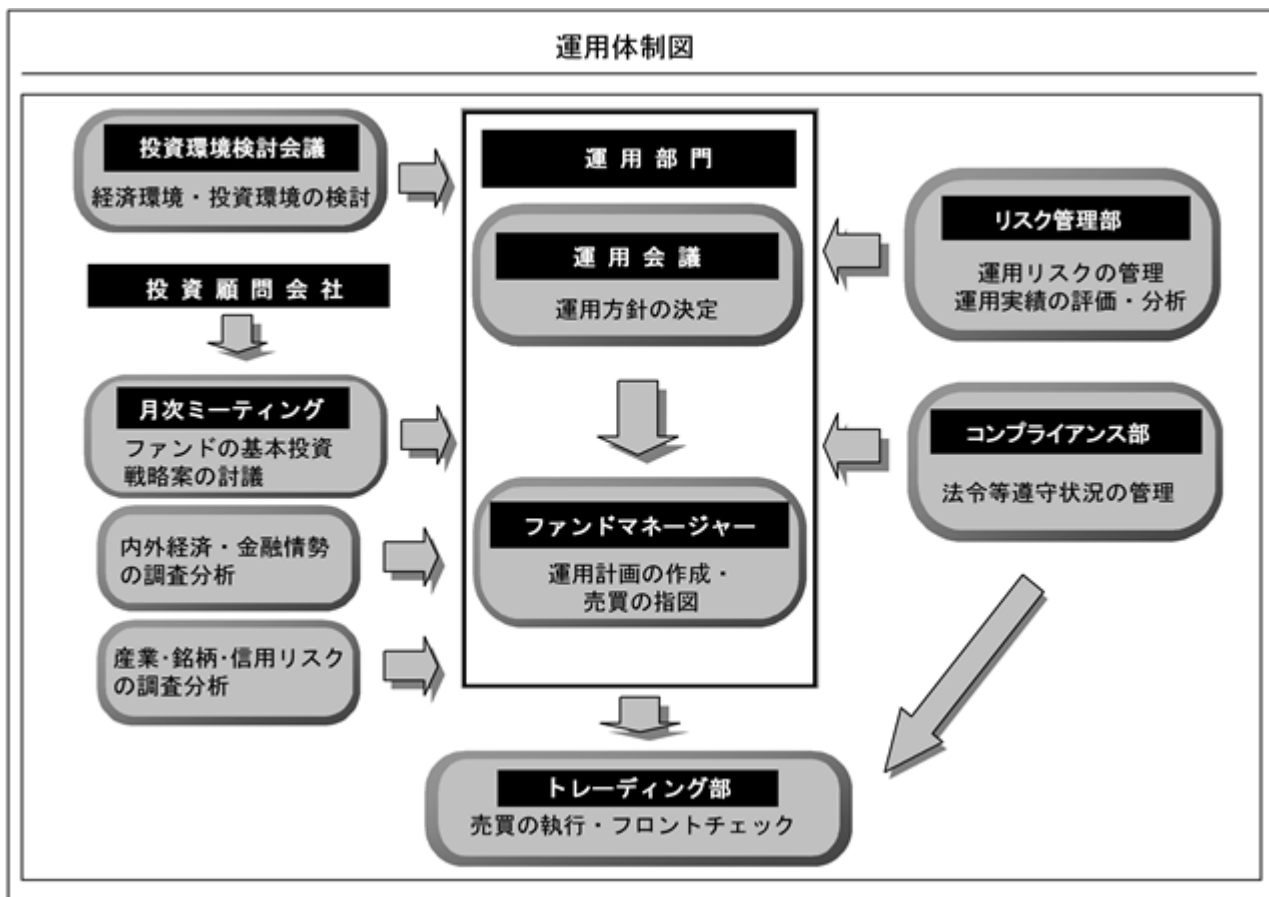 運用体制図
投資環境検討会議
経済環境・投資環境の検討
投資顧問会社
月次ミーティング
ファンドの基本投資
戦略案の討議
内外経済・金融情勢
の調査分析
産業・銘柄・信用リスク
の調査分析
運用部門
運用会議
運用方針の決定
ファンドマネージャー
運用計画の作成・
売買の指図
リスク管理部
運用リスクの管理
運用実績の評価・分析
コンプライアンス部
法令等遵守状況の管理
トレーディング部
売買の執行・フロントチェック